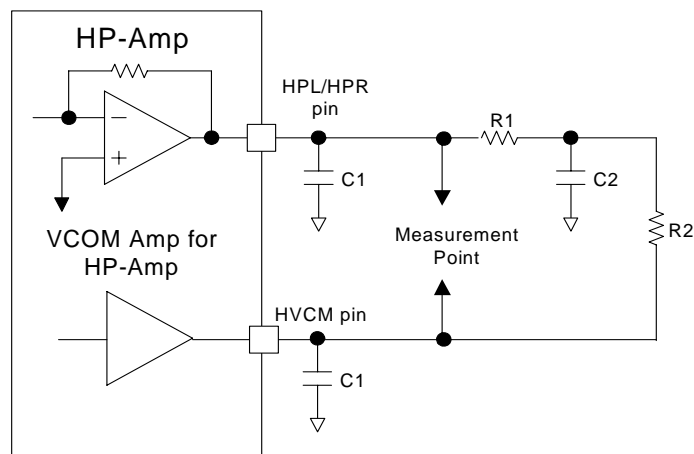 HP-Amp
HPL/HPR
pin
R1
−
+
C1
C2
R2
Measurement
Point
VCOM Amp for
HP-Amp
HVCM pin
C1